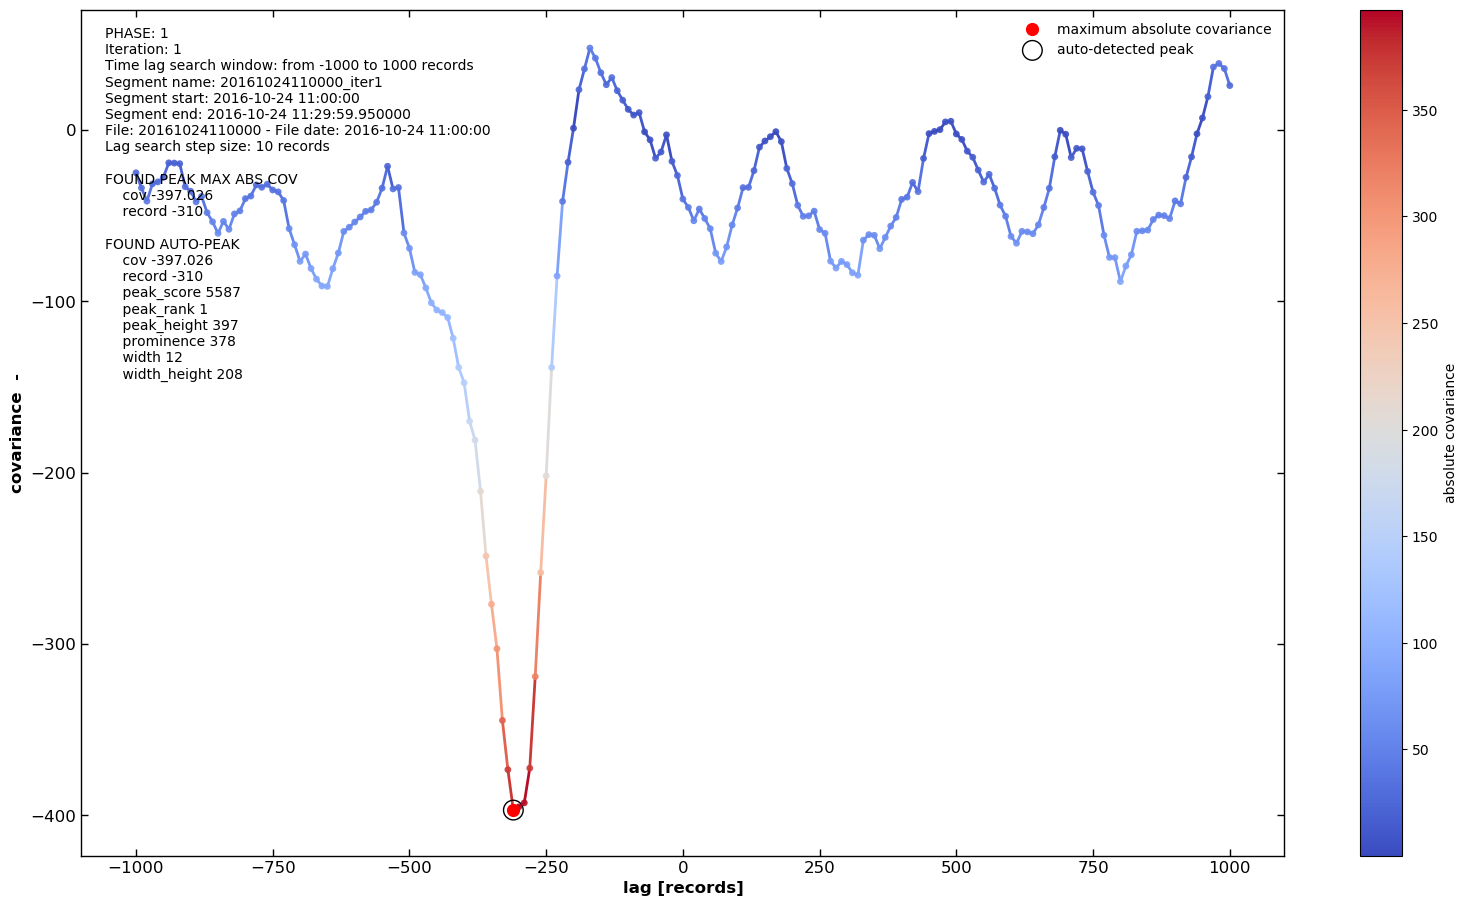 PHASE: 1
Iteration: 1
Time lag search window: from -1000 to 1000 records
Segment name: 20161024110000_iter1
Segment start: 2016-10-24 11:00:00
Segment end: 2016-10-24 11:29:59.950000
File: 20161024110000 - File date: 2016-10-24 11:00:00
Lag search step size: 10 records
FOUND PEAK MAX ABS COV
cov -397.026
record -310
FOUND AUTO-PEAK
cov -397.026
record -310
peak_score 5587
peak_rank 1
peak_height 397
prominence 378
width 12
width_height 208
maximum absolute covariance
auto-detected peak
0
−100
−200
−300
−400
covariance -
−1000
−750
−500
−250
0
250
500
750
1000
lag [records]
350
300
250
200
150
100
50
absolute covariance